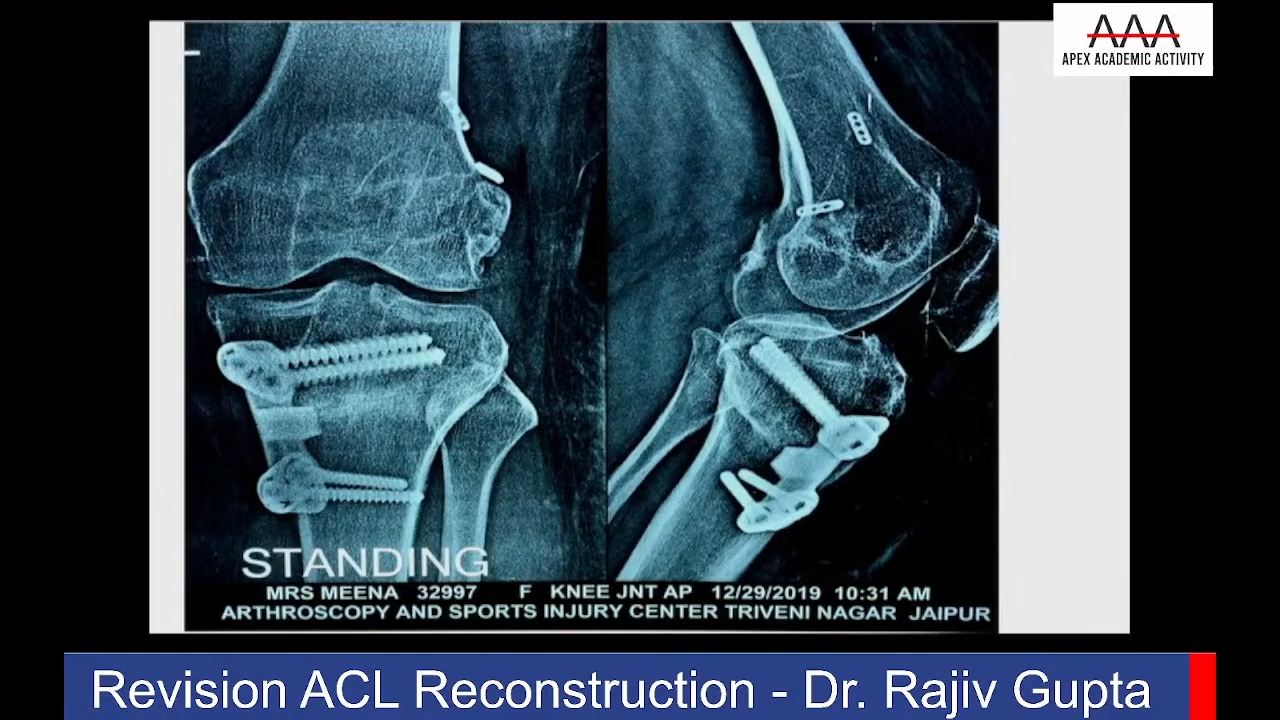 AAA
APEX ACADEMIC ACTIVITY
STANDING
MRS MEENA 32997 F KNEE JNT AP 12/29/2019 10:31 AM
ARTHROSCOPY AND SPORTS INJURY CENTER TRIVENI NAGAR JAIPUR
Revision ACL Reconstruction - Dr. Rajiv Gupta